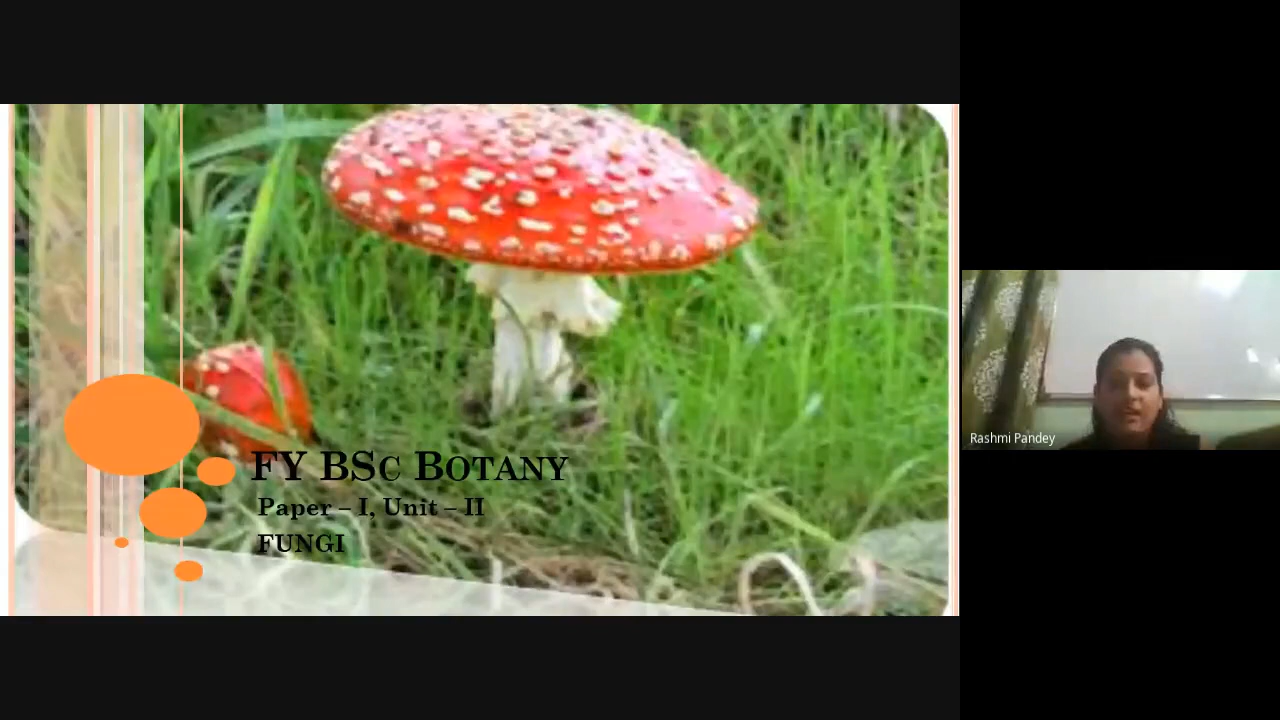 FY BSC BOTANY
Paper – I, Unit – II
FUNGI
Rashmi Pandey